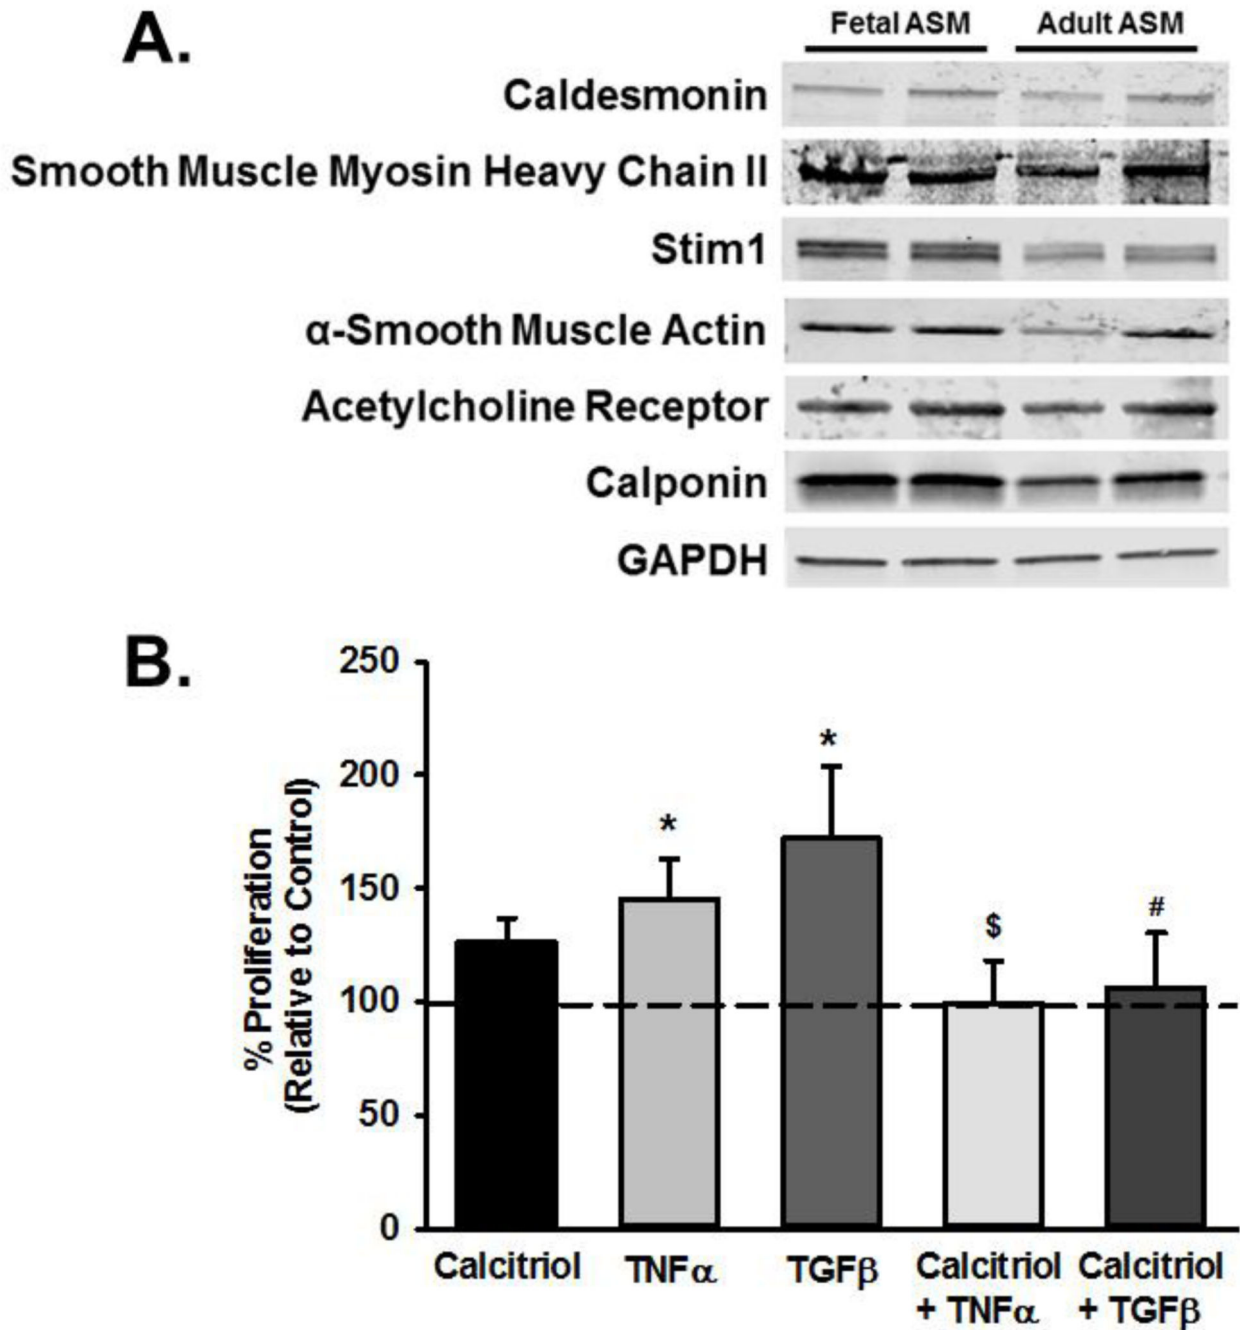 A.
Fetal ASM Adult ASM
Caldesmonin
Smooth Muscle Myosin Heavy Chain II
Stim1
α-Smooth Muscle Actin
Acetylcholine Receptor
Calponin
GAPDH
B.
% Proliferation
(Relative to Control)
250
200
150
100
50
0
*
*
$
#
Calcitriol
TNFα
TGFβ
Calcitriol
+ TNFα
Calcitriol
+ TGFβ